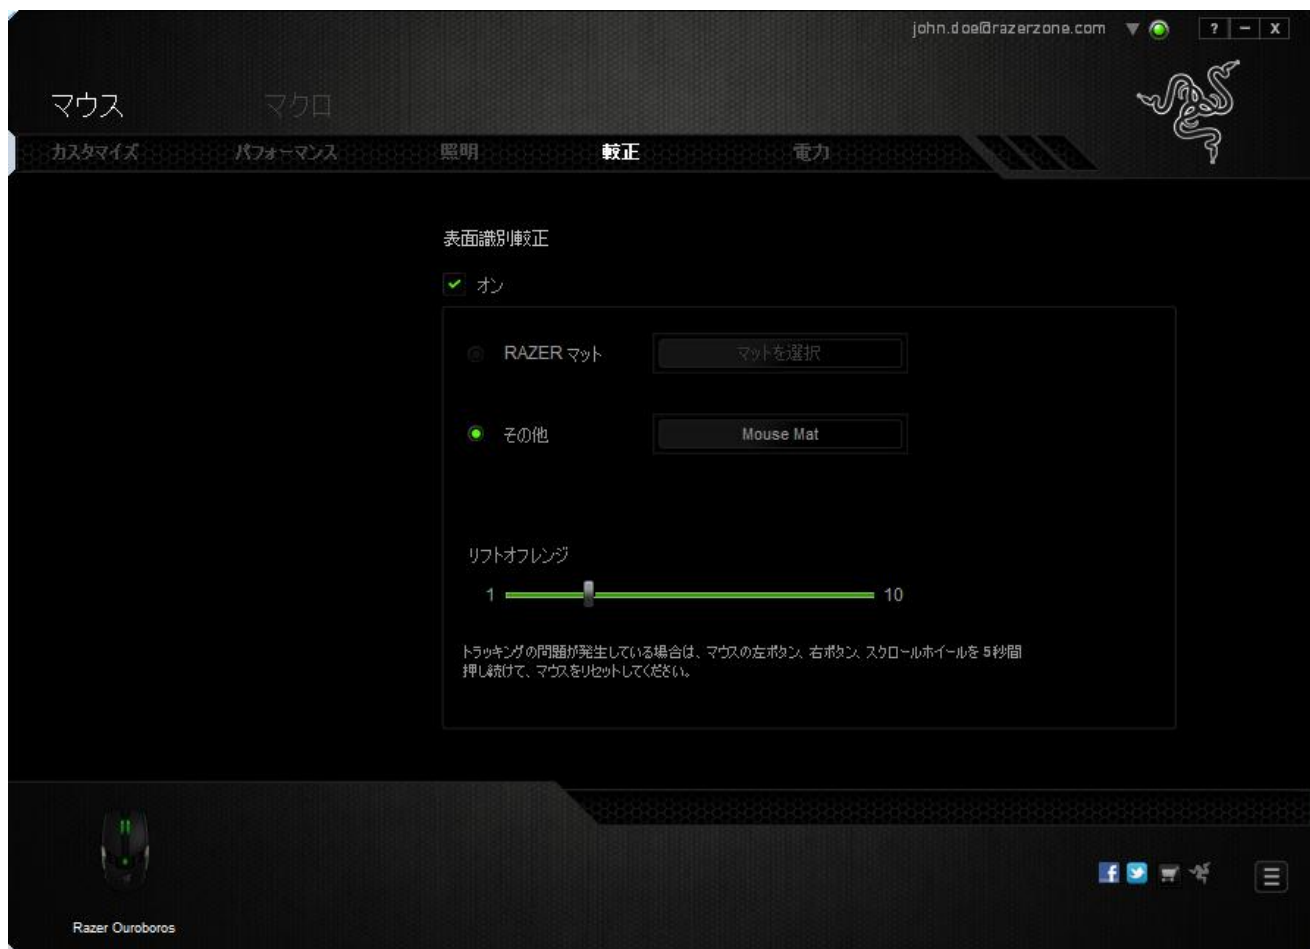 john.doe@razerzone.com
? − X
マウス マクロ
カスタマイズ パフォーマンス 照明 較正 電力
表面識別較正
オン
RAZER マット マットを選択
その他 Mouse Mat
リフトオフレンジ
1 10
トラッキングの問題が発生している場合は、マウスの左ボタン、右ボタン、スクロールホイールを 5 秒間
押し続けて、マウスをリセットしてください。
Razer Ouroboros